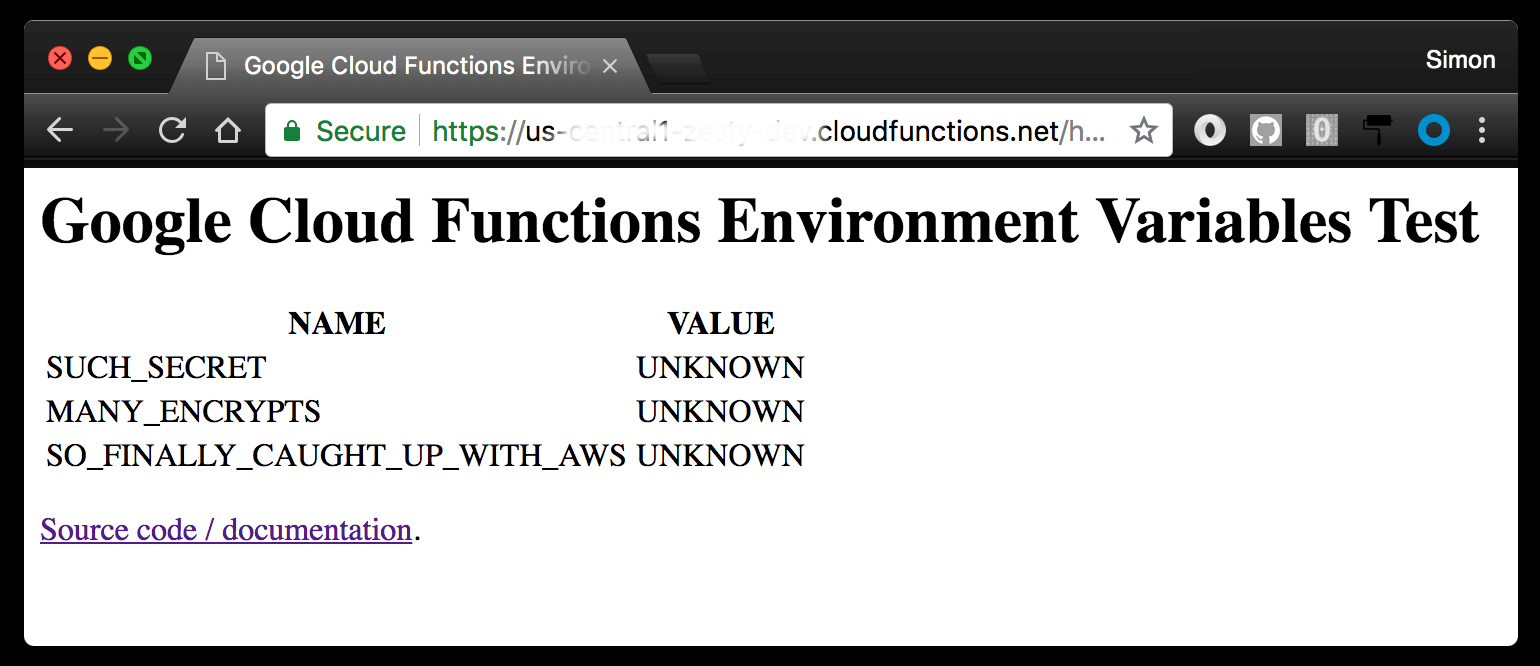 Google Cloud Functions Enviro
Simon
Secure https://us-central1-zesty-dev.cloudfunctions.net/h...
Google Cloud Functions Environment Variables Test
NAME VALUE
SUCH_SECRET UNKNOWN
MANY_ENCRYPTS UNKNOWN
SO_FINALLY_CAUGHT_UP_WITH_AWS UNKNOWN
Source code / documentation.